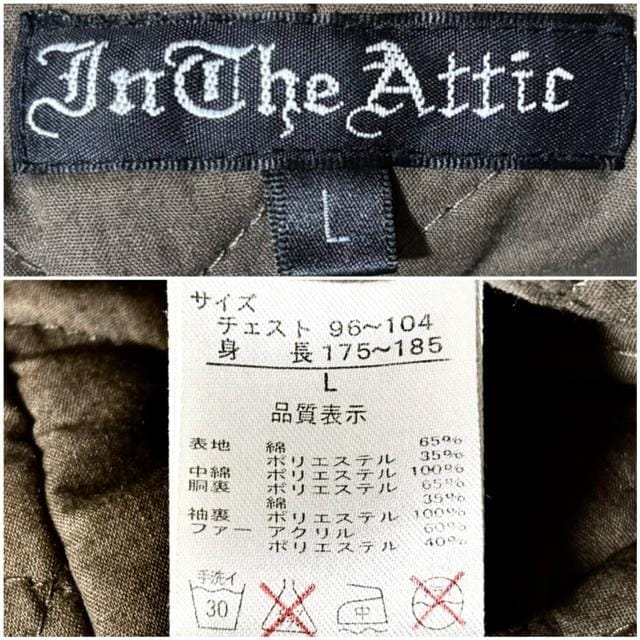 InTheAttic
L
サイズ
チェスト 96～104
身 長 175～185
L
品質表示
表地 綿 65%
ポリエステル 35%
中綿 ポリエステル 100%
胴裏 ポリエステル 65%
綿 35%
袖裏 ポリエステル 100%
ファー アクリル 60%
ポリエステル 40%
手洗イ
30
中